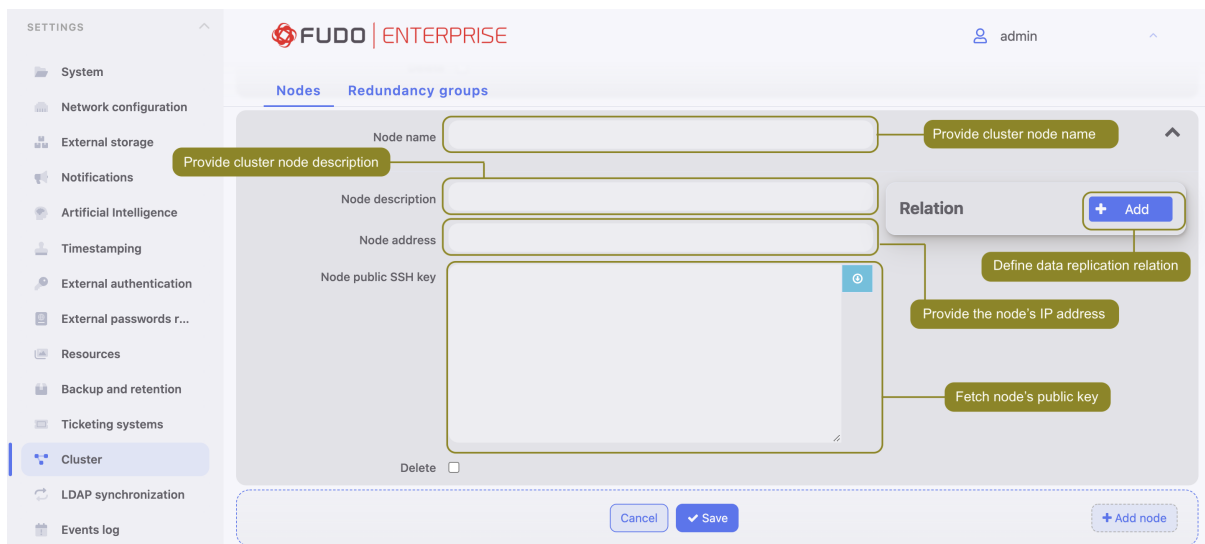 SETTINGS
FUDO ENTERPRISE
admin
System
Network configuration
External storage
Notifications
Artificial Intelligence
Timestamping
External authentication
External passwords r...
Resources
Backup and retention
Ticketing systems
Cluster
LDAP synchronization
Events log
Nodes
Redundancy groups
Node name
Provide cluster node name
Provide cluster node description
Node description
Relation
+ Add
Node address
Define data replication relation
Node public SSH key
Provide the node's IP address
Fetch node's public key
Delete
Cancel
Save
+ Add node